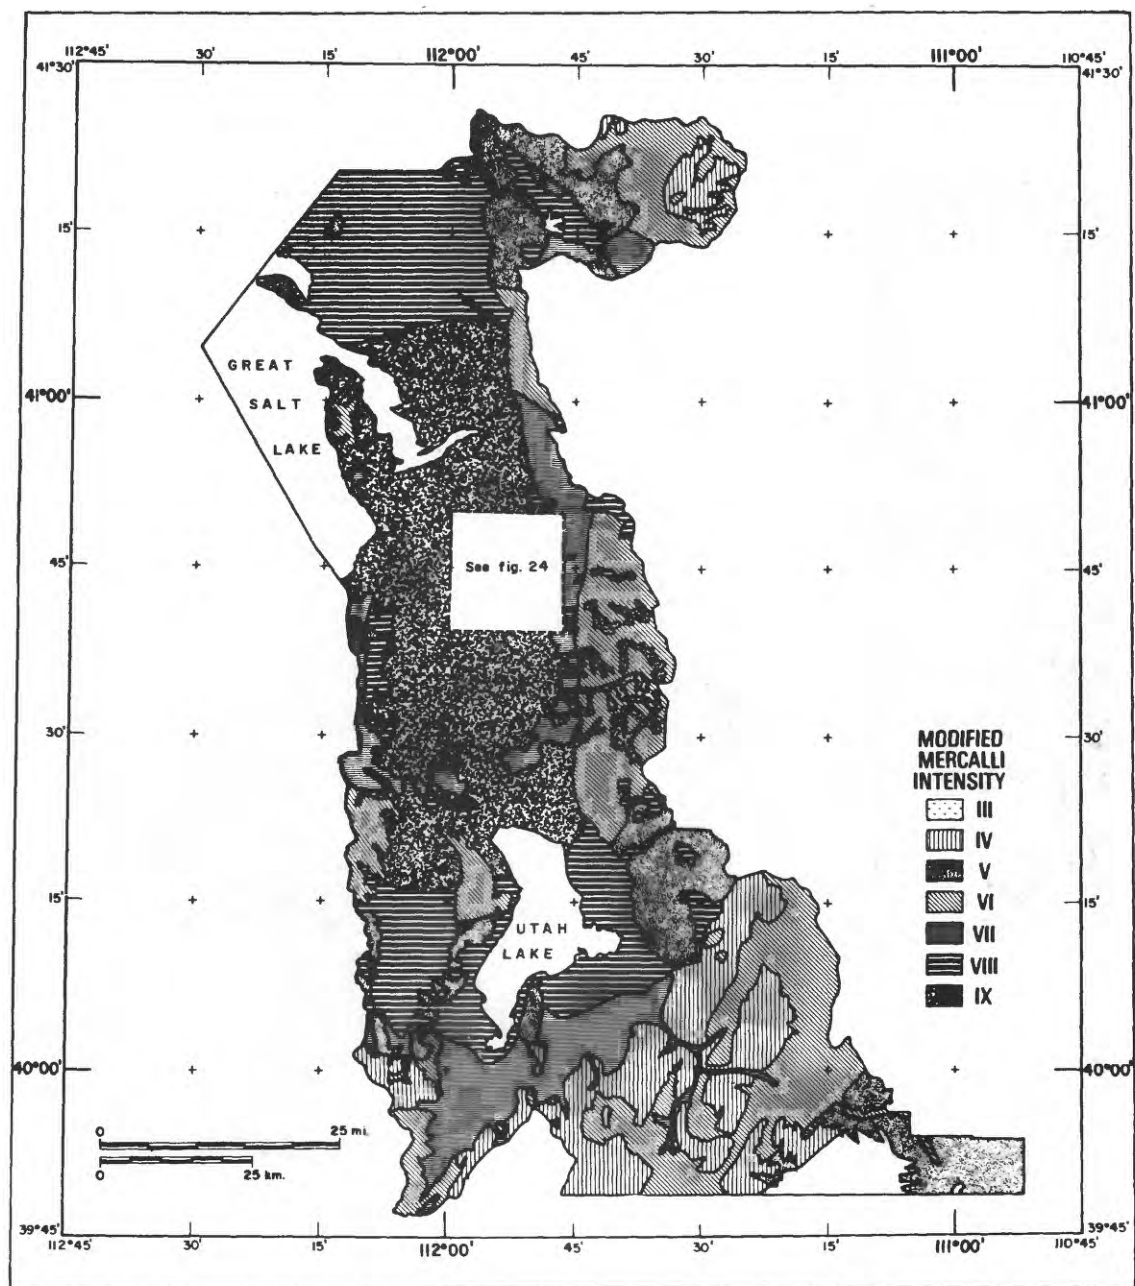 112°45' 30' 15' 112°00' 45' 30' 15' 111°00' 110°45'
41°30' 41°30'
15' 15'
GREAT
SALT
LAKE
41°00' 41°00'
45' 45'
See fig. 24
30' 30'
MODIFIED
MERCALLI
INTENSITY
III
IV
V
VI
VII
VIII
IX
15' 15'
UTAH
LAKE
40°00' 40°00'
0 25 mi.
0 25 km.
39°45' 39°45'
112°45' 30' 15' 112°00' 45' 30' 15' 111°00' 110°45'